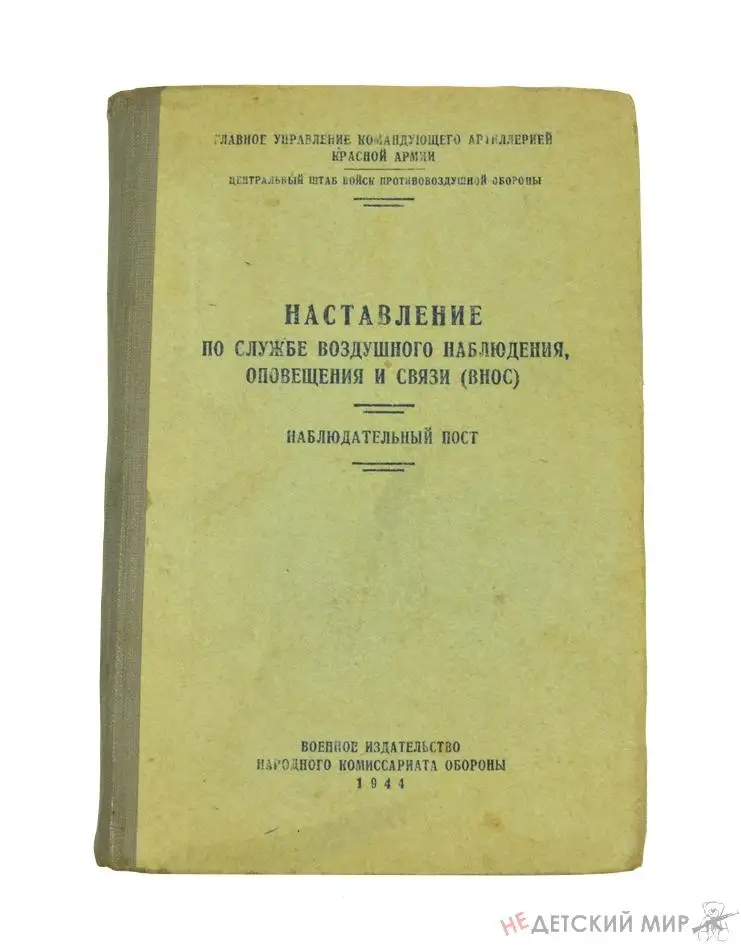 ГЛАВНОЕ УПРАВЛЕНИЕ КОМАНДУЮЩЕГО АРТИЛЛЕРИЕЙ
КРАСНОЙ АРМИИ
ЦЕНТРАЛЬНЫЙ ШТАБ ВОЙСК ПРОТИВОВОЗДУШНОЙ ОБОРОНЫ
НАСТАВЛЕНИЕ
ПО СЛУЖБЕ ВОЗДУШНОГО НАБЛЮДЕНИЯ,
ОПОВЕЩЕНИЯ И СВЯЗИ (ВНОС)
НАБЛЮДАТЕЛЬНЫЙ ПОСТ
ВОЕННОЕ ИЗДАТЕЛЬСТВО
НАРОДНОГО КОМИССАРИАТА ОБОРОНЫ
1944
НЕДЕТСКИЙ МИР